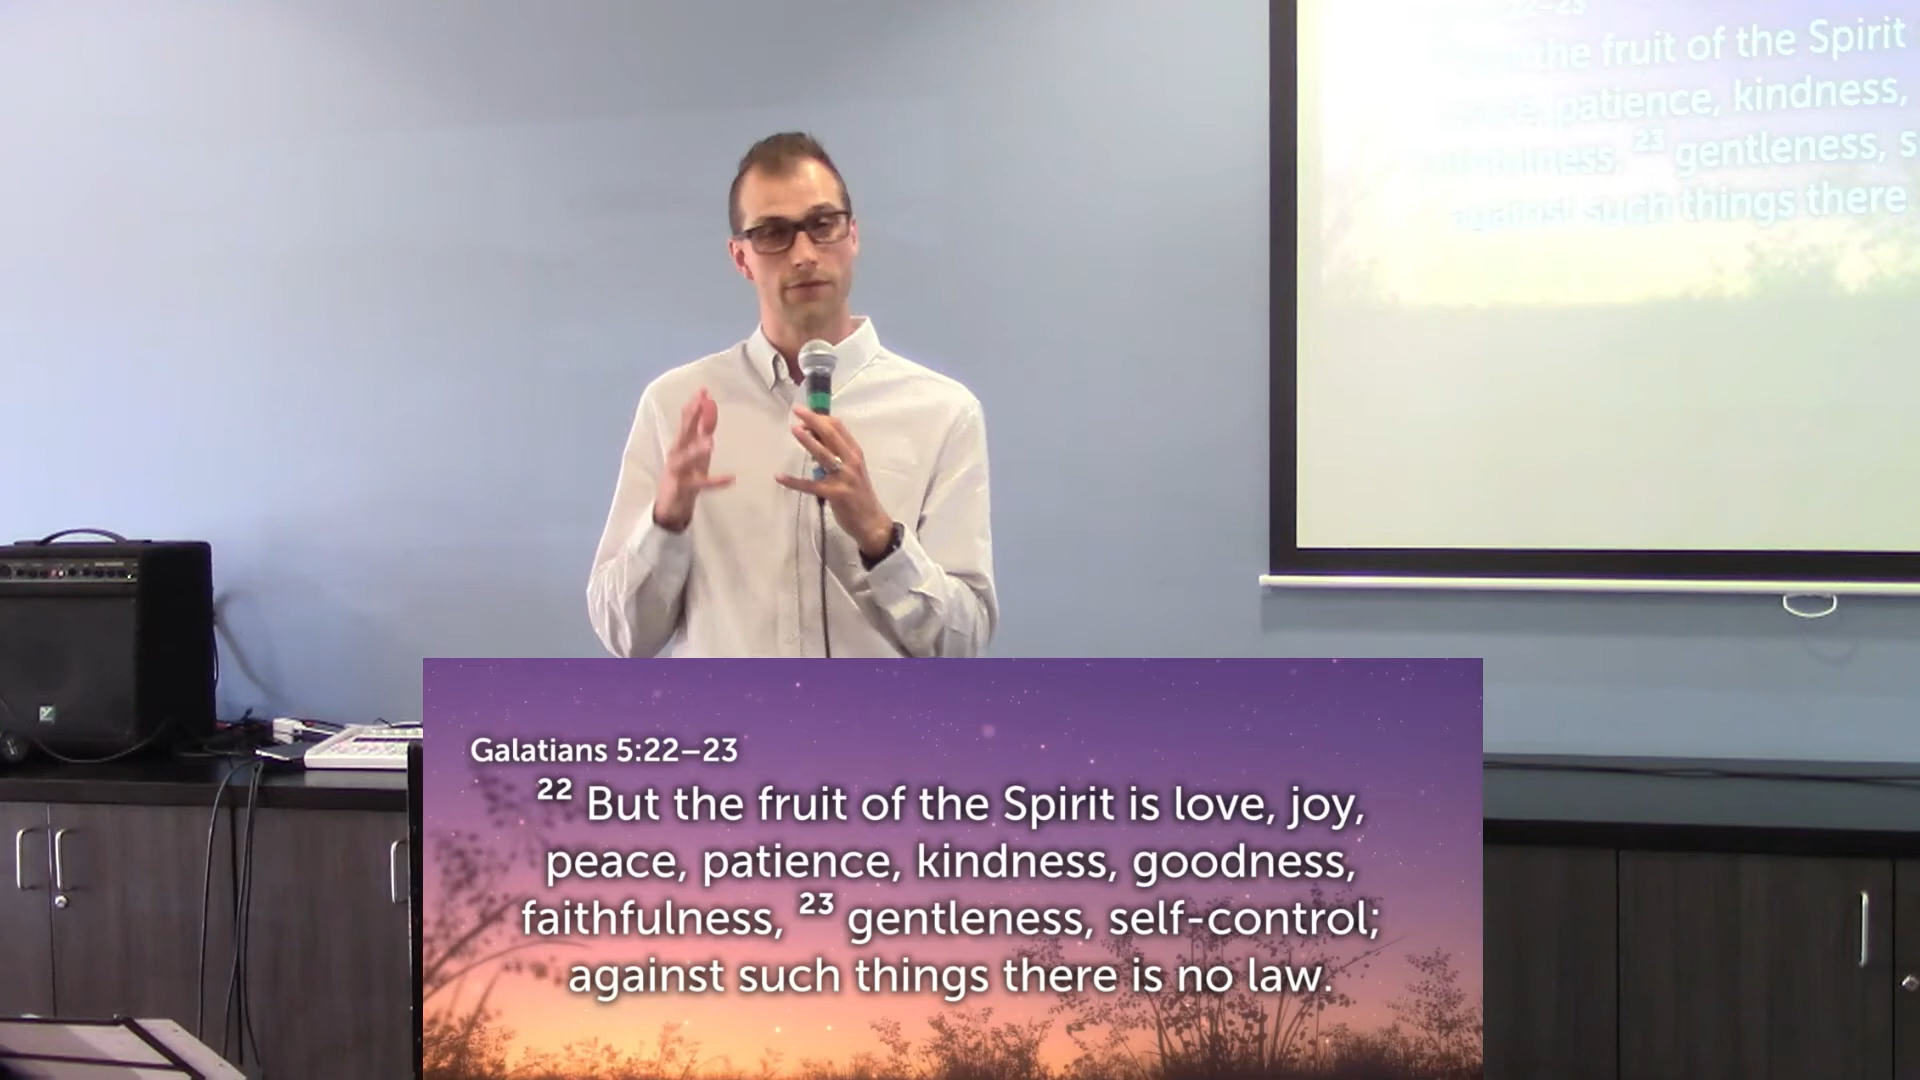 22–23
the fruit of the Spirit
patience, kindness,
23 gentleness, s
against such things there
Galatians 5:22–23
22 But the fruit of the Spirit is love, joy,
peace, patience, kindness, goodness,
faithfulness, 23 gentleness, self-control;
against such things there is no law.